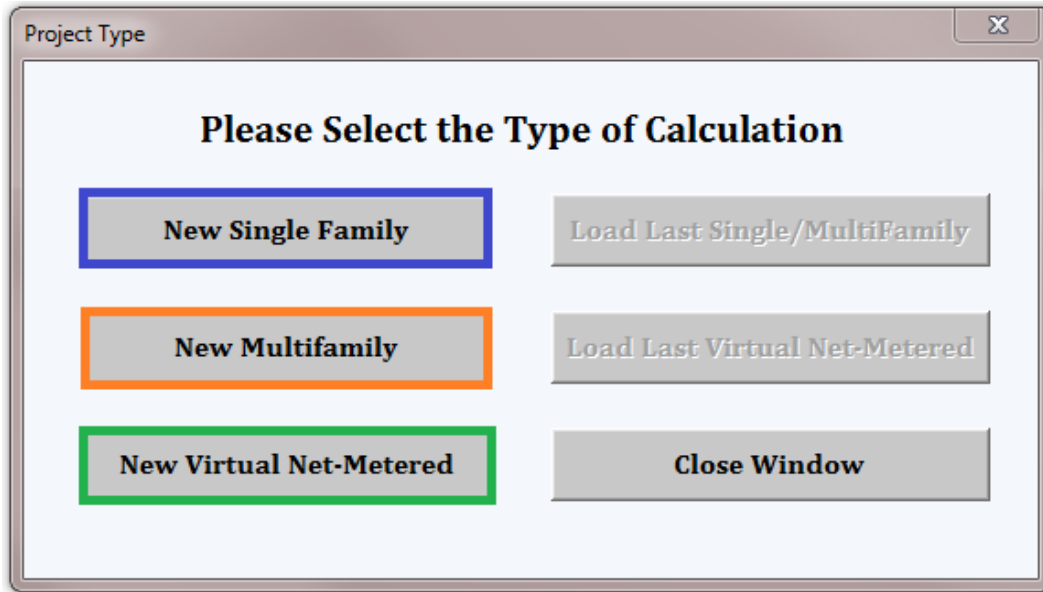 Project Type
Please Select the Type of Calculation
New Single Family
Load Last Single/MultiFamily
New Multifamily
Load Last Virtual Net-Metered
New Virtual Net-Metered
Close Window